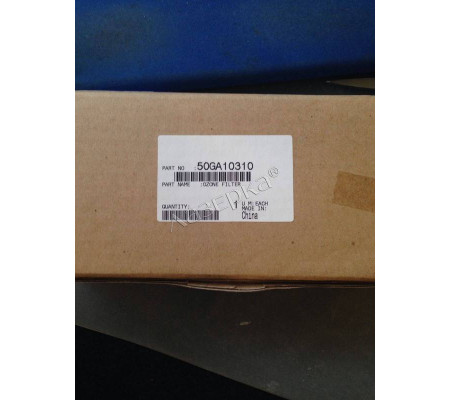 PART NO :50GA10310
PART NAME :OZONE FILTER
QUANTITY: 1 U M:EACH
MADE IN:
China